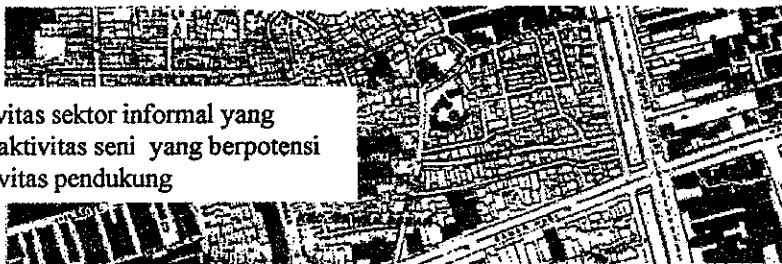 vitas sektor informal yang
aktivitas seni yang berpotensi
vitas pendukung